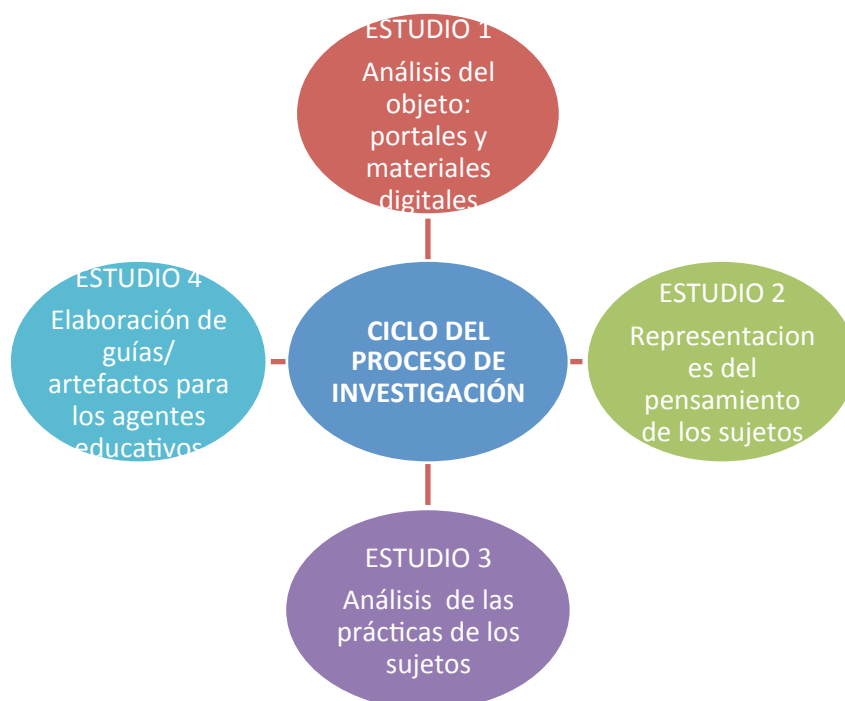 ESTUDIO 1
Análisis del
objeto:
portales y
materiales
digitales
ESTUDIO 4
Elaboración de
guías/
artefactos para
los agentes
educativos
CICLO DEL
PROCESO DE
INVESTIGACIÓN
ESTUDIO 2
Representacion
es del
pensamiento
de los sujetos
ESTUDIO 3
Análisis de las
prácticas de los
sujetos